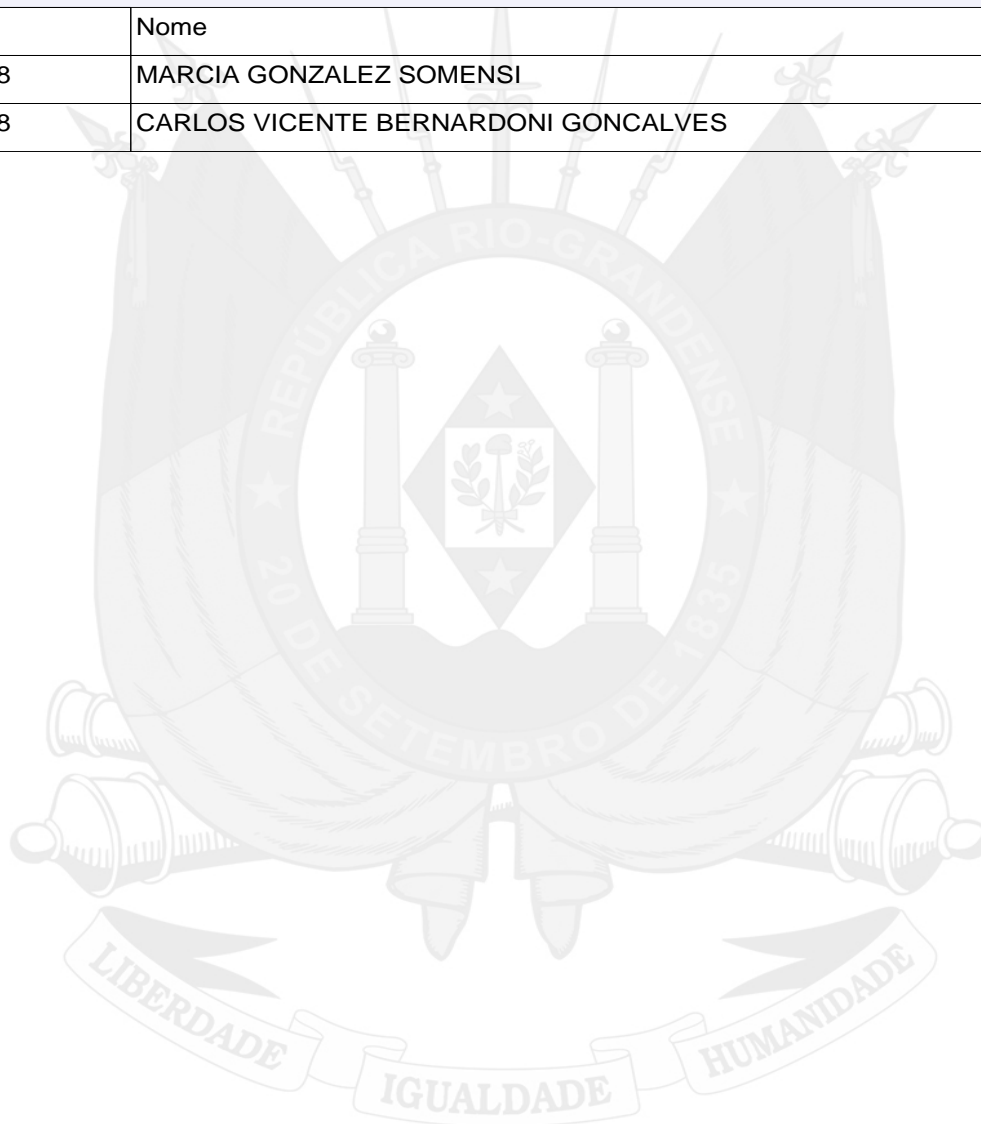 Nome
8 MARCIA GONZALEZ SOMENSI
8 CARLOS VICENTE BERNARDONI GONCALVES
REPÚBLICA RIO-GRANDENSE
20 DE SETEMBRO DE 1835
LIBERDADE IGUALDADE HUMANIDADE